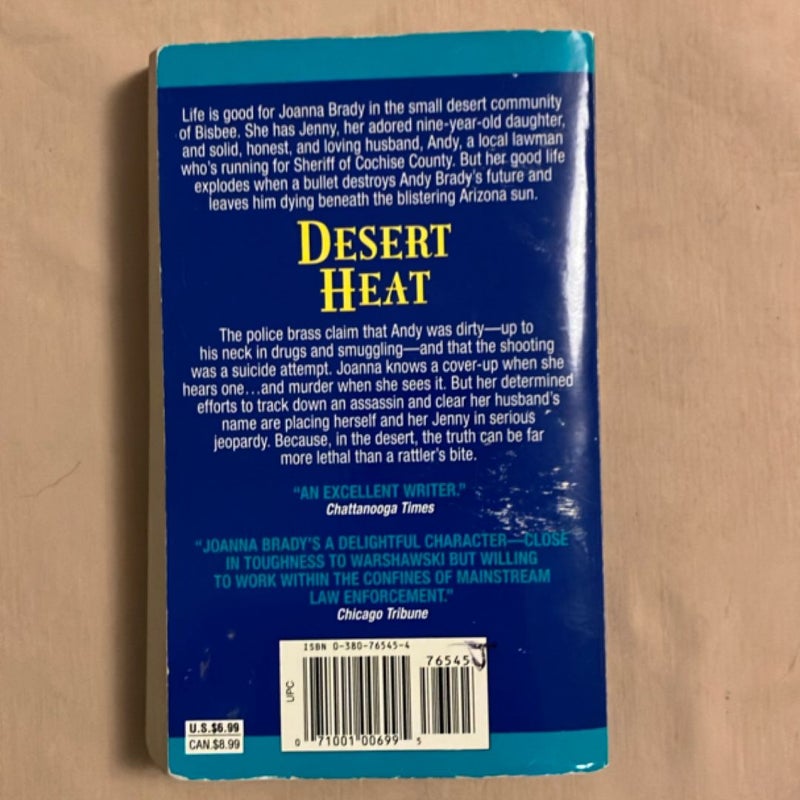 Life is good for Joanna Brady in the small desert community
of Bisbee. She has Jenny, her adored nine-year-old daughter,
and solid, honest, and loving husband, Andy, a local lawman
who's running for Sheriff of Cochise County. But her good life
explodes when a bullet destroys Andy Brady's future and
leaves him dying beneath the blistering Arizona sun.
DESERT
HEAT
The police brass claim that Andy was dirty—up to
his neck in drugs and smuggling—and that the shooting
was a suicide attempt. Joanna knows a cover-up when she
hears one...and murder when she sees it. But her determined
efforts to track down an assassin and clear her husband's
name are placing herself and her Jenny in serious
jeopardy. Because, in the desert, the truth can be far
more lethal than a rattler's bite.
"AN EXCELLENT WRITER."
Chattanooga Times
"JOANNA BRADY'S A DELIGHTFUL CHARACTER—CLOSE
IN TOUGHNESS TO WARSHAWSKI BUT WILLING
TO WORK WITHIN THE CONFINES OF MAINSTREAM
LAW ENFORCEMENT."
Chicago Tribune
ISBN 0-380-76545-4
76545
UPC
U.S.$6.99
CAN.$8.99
0 71001 00699 5